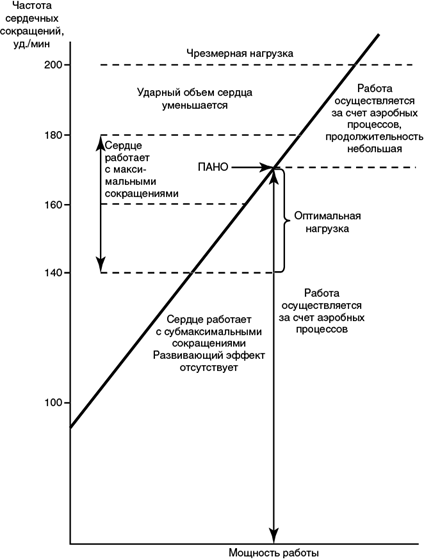 Частота
сердечных
сокращений,
уд./мин
Чрезмерная нагрузка
200
Ударный объем сердца
уменьшается
Работа
осуществляется
за счет аэробных
процессов,
продолжительность
небольшая
180
Сердце
работает
с макси-
мальными
сокращениями
ПАНО
160
Оптимальная
нагрузка
140
Работа
осуществляется
за счет аэробных
процессов
Сердце работает
с субмаксимальными
сокращениями
Развивающий эффект
отсутствует
100
Мощность работы